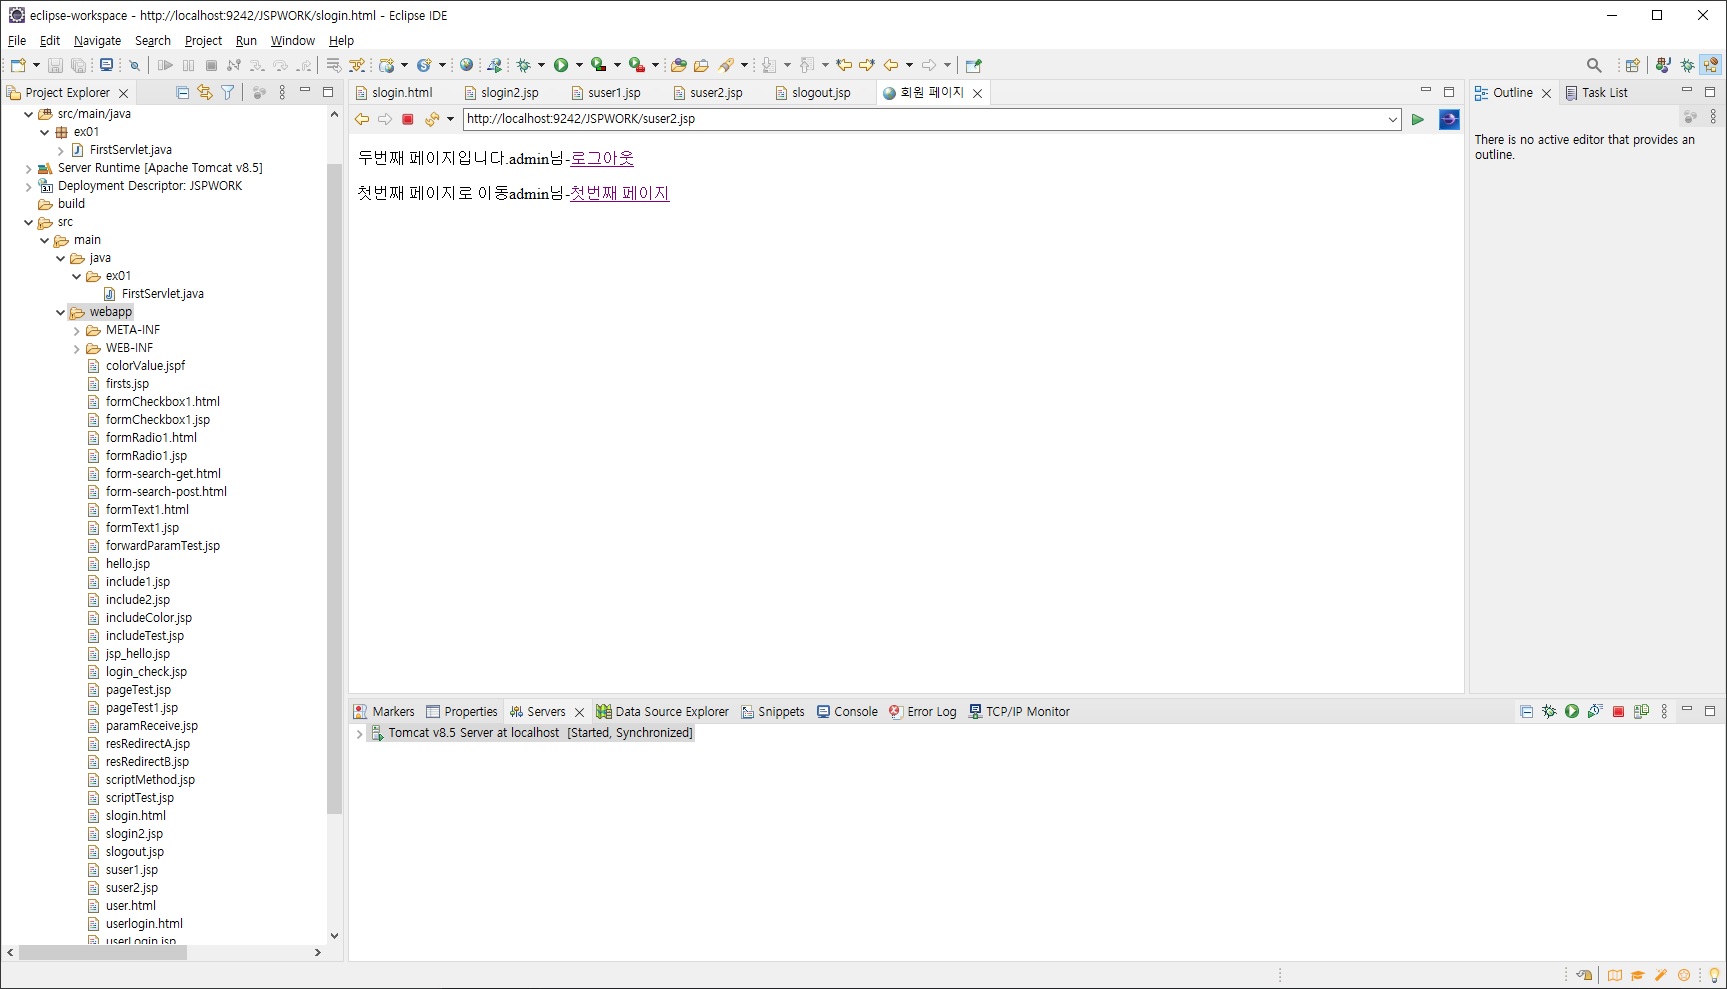 eclipse-workspace - http://localhost:9242/JSPWORK/slogin.html - Eclipse IDE
File Edit Navigate Search Project Run Window Help
Project Explorer
src/main/java
ex01
FirstServlet.java
Server Runtime [Apache Tomcat v8.5]
Deployment Descriptor: JSPWORK
build
src
main
java
ex01
FirstServlet.java
webapp
META-INF
WEB-INF
colorValue.jspf
firsts.jsp
formCheckbox1.html
formCheckbox1.jsp
formRadio1.html
formRadio1.jsp
form-search-get.html
form-search-post.html
formText1.html
formText1.jsp
forwardParamTest.jsp
hello.jsp
include1.jsp
include2.jsp
includeColor.jsp
includeTest.jsp
jsp_hello.jsp
login_check.jsp
pageTest.jsp
pageTest1.jsp
paramReceive.jsp
resRedirectA.jsp
resRedirectB.jsp
scriptMethod.jsp
scriptTest.jsp
slogin.html
slogin2.jsp
slogout.jsp
suser1.jsp
suser2.jsp
user.html
userlogin.html
userLogin.jsp
slogin.html slogin2.jsp suser1.jsp suser2.jsp slogout.jsp 회원 페이지
http://localhost:9242/JSPWORK/suser2.jsp
두번째 페이지입니다.admin님-로그아웃
첫번째 페이지로 이동admin님-첫번째 페이지
Outline Task List
There is no active editor that provides an
outline.
Markers Properties Servers Data Source Explorer Snippets Console Error Log TCP/IP Monitor
Tomcat v8.5 Server at localhost [Started, Synchronized]